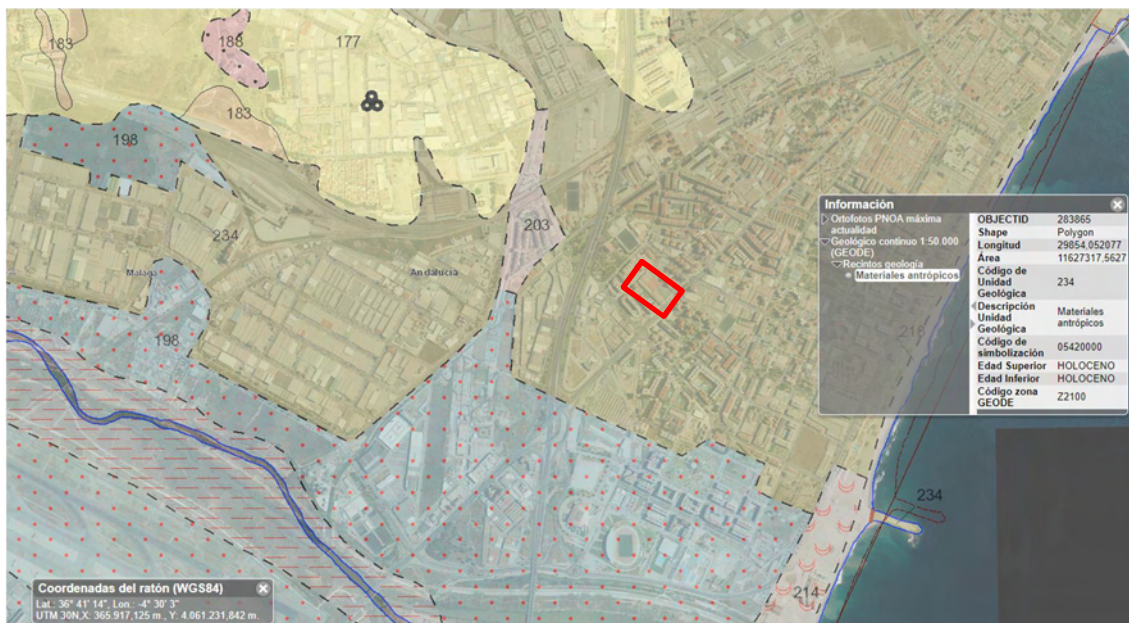 183
188
177
183
198
203
234
Malaga
Andalucía
198
Información
Ortofotos PNOA máxima
actualidad
Geológico continuo 1:50.000
(GEODE)
Recintos geología
Materiales antrópicos
OBJECTID 283865
Shape Polygon
Longitud 29854,052077
Área 11627317,5627
Código de
Unidad 234
Geológica
Descripción
Unidad Materiales
Geológica antrópicos
Código de
simbolización 05420000
Edad Superior HOLOCENO
Edad Inferior HOLOCENO
Código zona
GEODE Z2100
218
234
214
Coordenadas del ratón (WGS84)
Lat.: 36° 41' 14", Lon.: -4° 30' 3"
UTM 30N,X: 365.917,125 m., Y: 4.061.231,842 m.